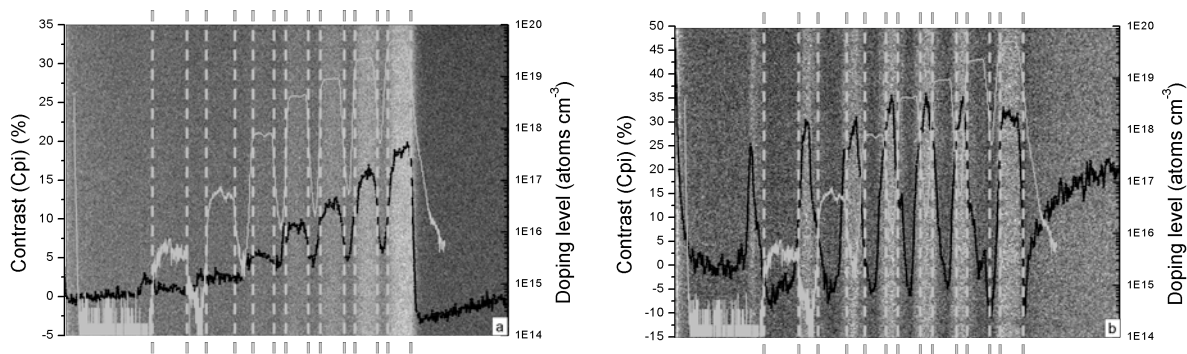 Contrast (Cpi) (%)
35
30
25
20
15
10
5
0
-5
1E20
1E19
1E18
1E17
1E16
1E15
1E14
Doping level (atoms cm-3)
a
Contrast (Cpi) (%)
50
45
40
35
30
25
20
15
10
5
0
-5
-10
-15
1E20
1E19
1E18
1E17
1E16
1E15
1E14
Doping level (atoms cm-3)
b